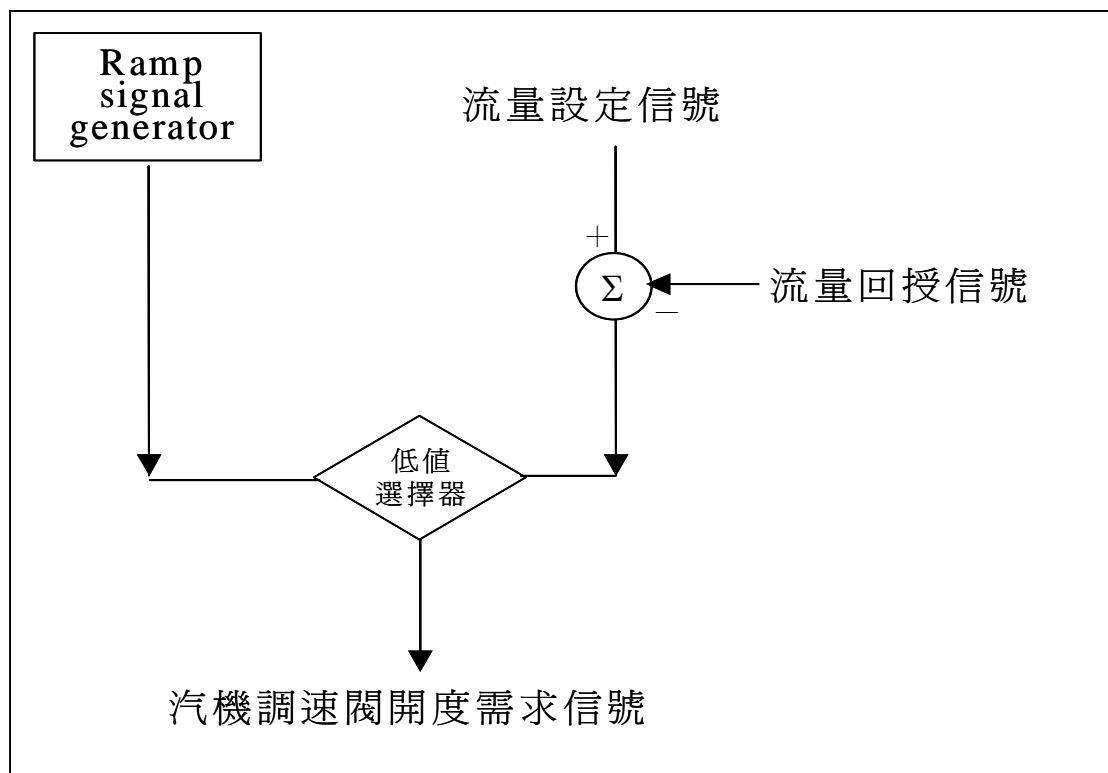 Ramp
signal
generator
流量設定信號
+
Σ
流量回授信號
−
低值
選擇器
汽機調速閥開度需求信號